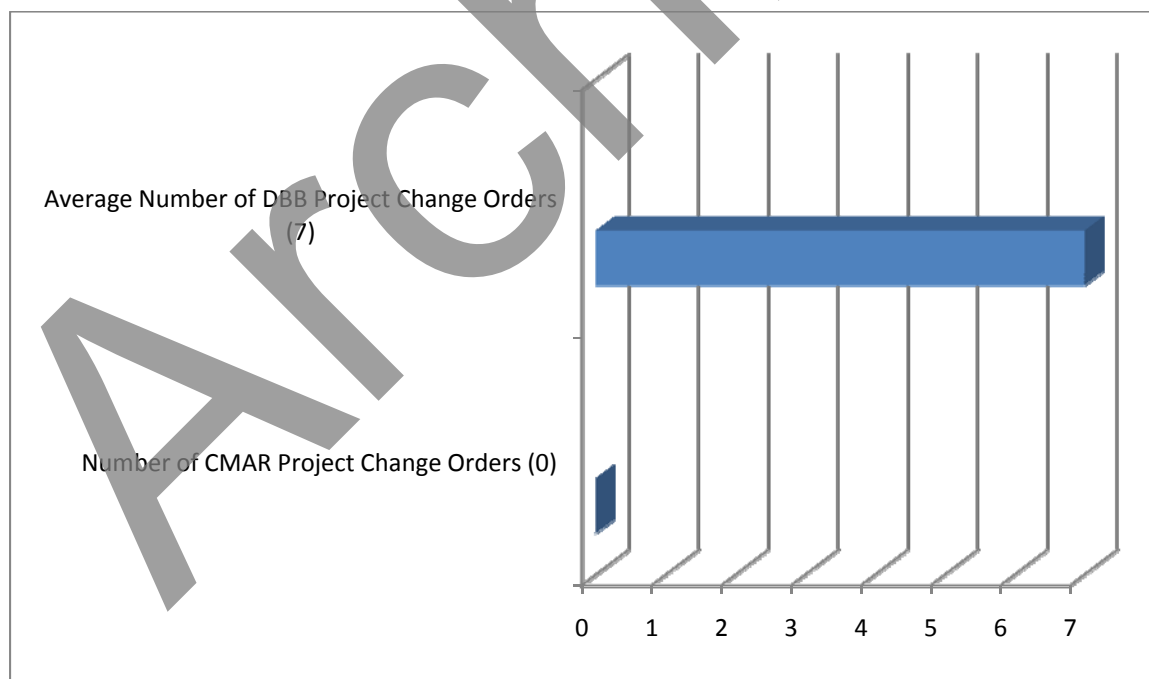 Average Number of DBB Project Change Orders
(7)
Number of CMAR Project Change Orders (0)
0 1 2 3 4 5 6 7
Arch